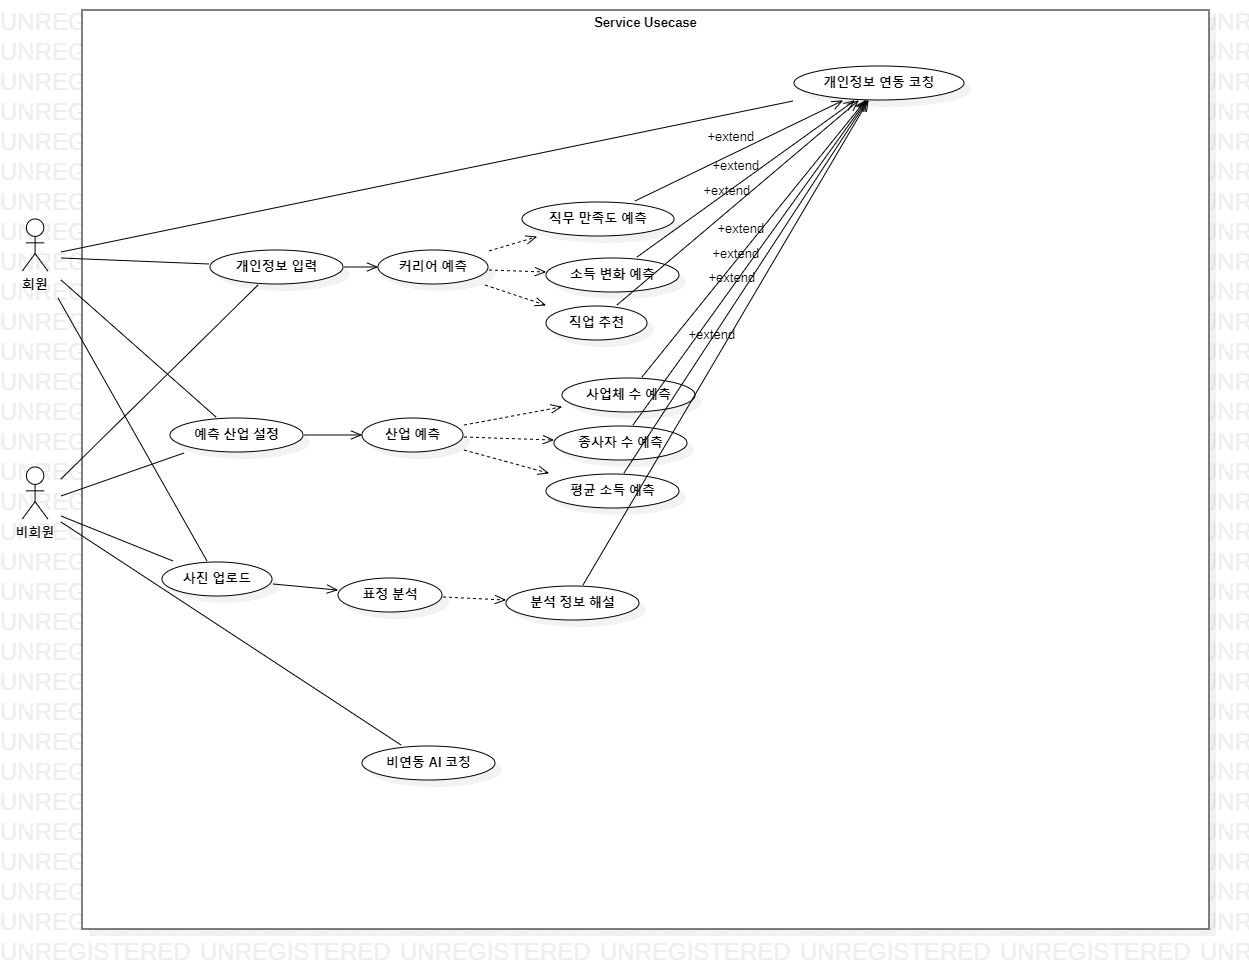 Service Usecase
개인정보 연동 코칭
+extend
+extend
+extend
직무 만족도 예측
+extend
+extend
+extend
회원
개인정보 입력
커리어 예측
소득 변화 예측
직업 추천
+extend
사업체 수 예측
예측 산업 설정
산업 예측
종사자 수 예측
평균 소득 예측
비회원
사진 업로드
표정 분석
분석 정보 해설
비연동 AI 코칭
UNREGISTERED UNREGISTERED UNREGISTERED UNREGISTERED UNREGISTERED UNREGISTERED